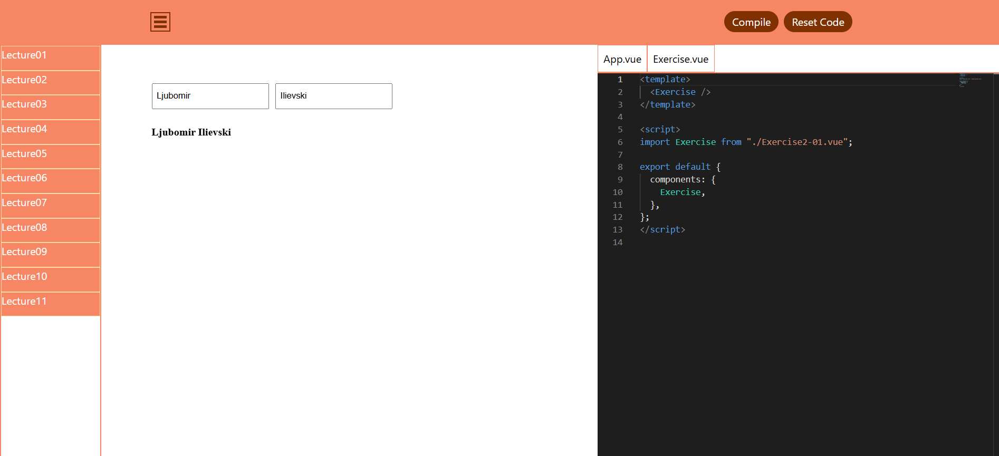 Compile Reset Code
Lecture01
Lecture02
Lecture03
Lecture04
Lecture05
Lecture06
Lecture07
Lecture08
Lecture09
Lecture10
Lecture11
Ljubomir Ilievski
Ljubomir Ilievski
App.vue Exercise.vue
1 <template>
2   <Exercise />
3 </template>
4
5 <script>
6 import Exercise from "./Exercise2-01.vue";
7
8 export default {
9   components: {
10     Exercise,
11   },
12 };
13 </script>
14